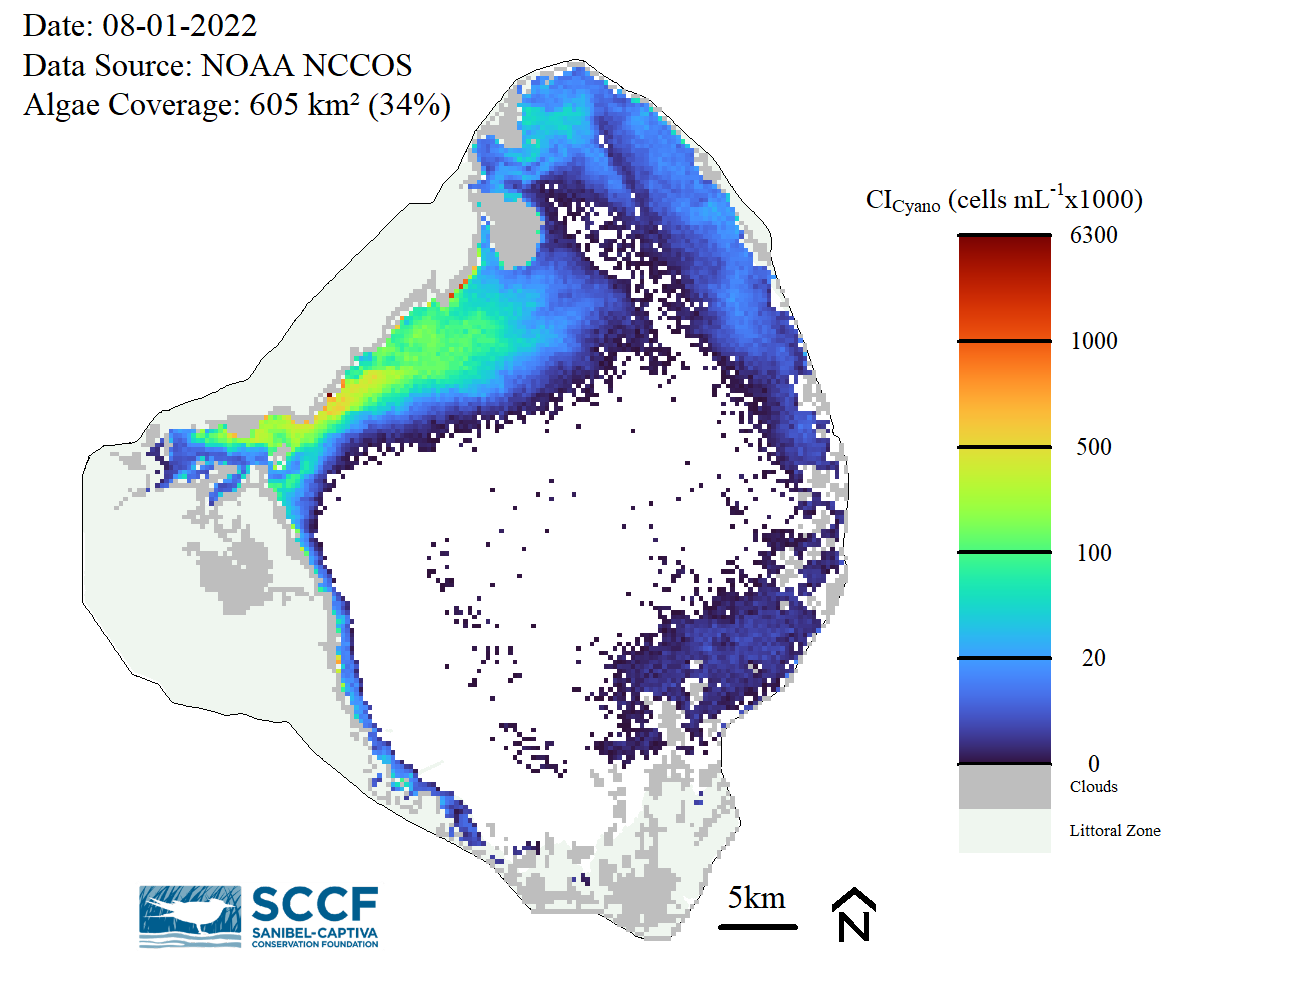 Date: 08-01-2022
Data Source: NOAA NCCOS
Algae Coverage: 605 km² (34%)
CICyano (cells mL-1x1000)
6300
1000
500
100
20
0
Clouds
Littoral Zone
SCCF
SANIBEL-CAPTIVA
CONSERVATION FOUNDATION
5km
N